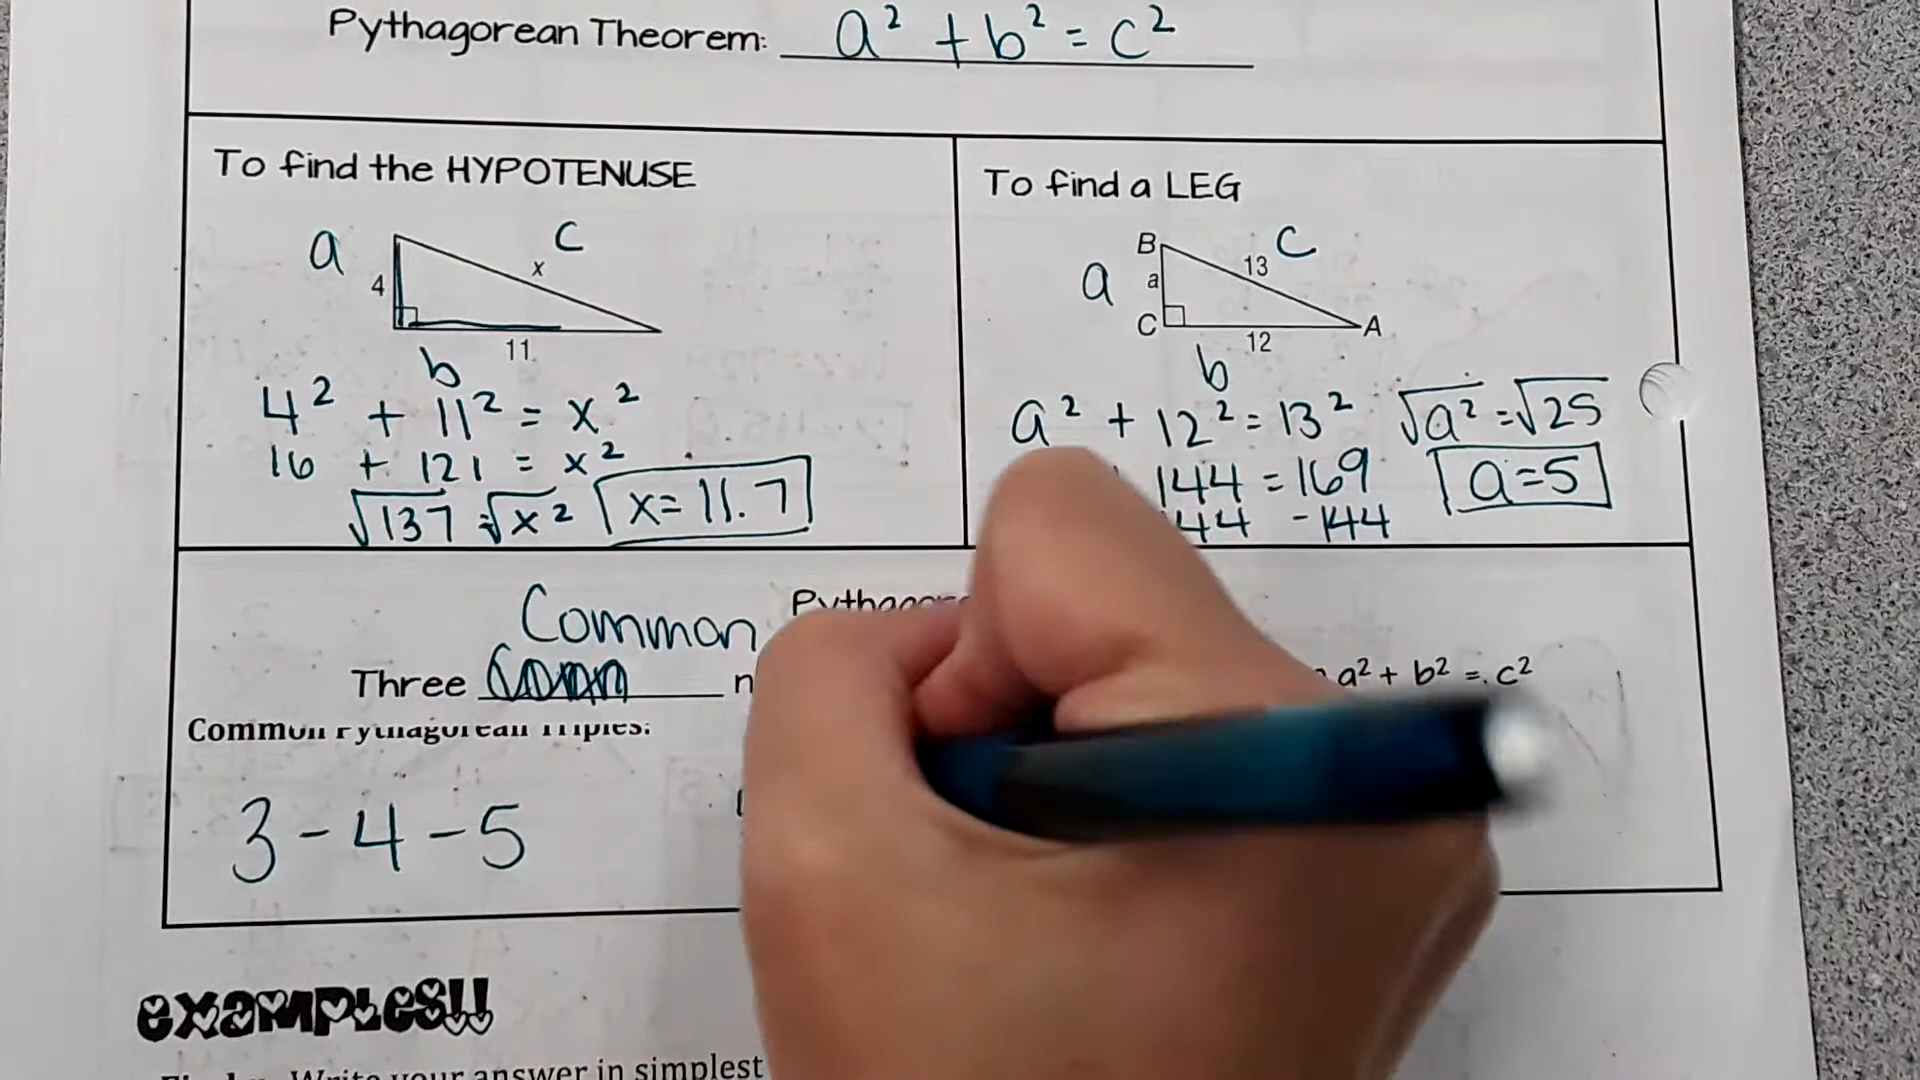 Pythagorean Theorem: a² + b² = c²
To find the HYPOTENUSE
a
c
4
x
11
b
4² + 11² = x²
16 + 121 = x²
√137 = √x² x = 11.7
To find a LEG
B
c
a
a
13
C
A
12
b
a² + 12² = 13² √a² = √25
144 = 169 a = 5
44 - 144
Common
Three a² + b² = c²
Common Pythagorean Triples:
3 - 4 - 5
examples!!
Write your answer in simplest